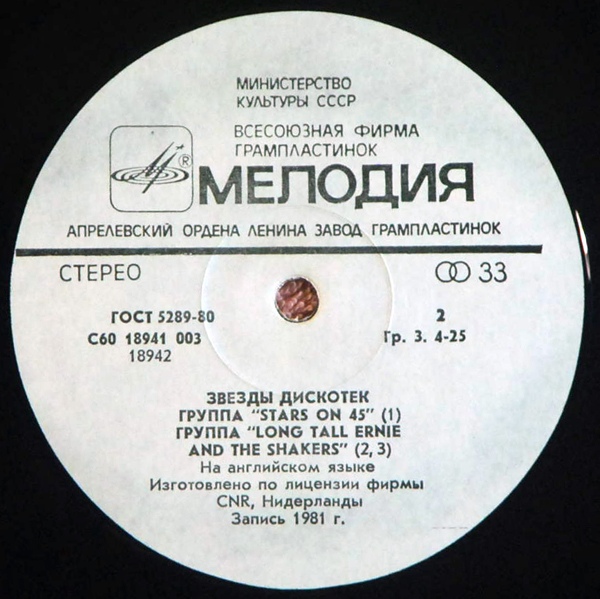 МИНИСТЕРСТВО
КУЛЬТУРЫ СССР
ВСЕСОЮЗНАЯ ФИРМА
ГРАМПЛАСТИНОК
® МЕЛОДИЯ
АПРЕЛЕВСКИЙ ОРДЕНА ЛЕНИНА ЗАВОД ГРАМПЛАСТИНОК
СТЕРЕО 33
ГОСТ 5289-80 2
С60 18941 003 Гр. 3. 4-25
18942
ЗВЕЗДЫ ДИСКОТЕК
ГРУППА "STARS ON 45" (1)
ГРУППА "LONG TALL ERNIE
AND THE SHAKERS" (2, 3)
На английском языке
Изготовлено по лицензии фирмы
CNR, Нидерланды
Запись 1981 г.